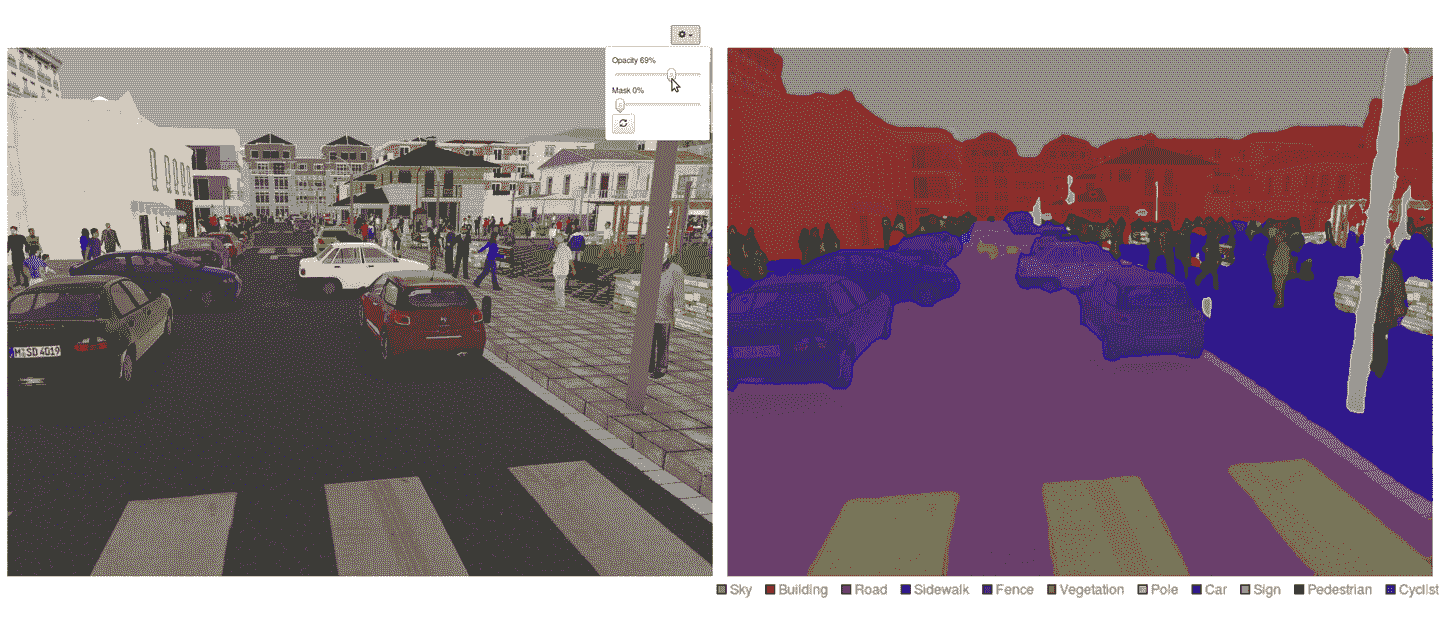 Opacity 69%
Mask 0%
M·SD 4019
Sky Building Road Sidewalk Fence Vegetation Pole Car Sign Pedestrian Cyclist